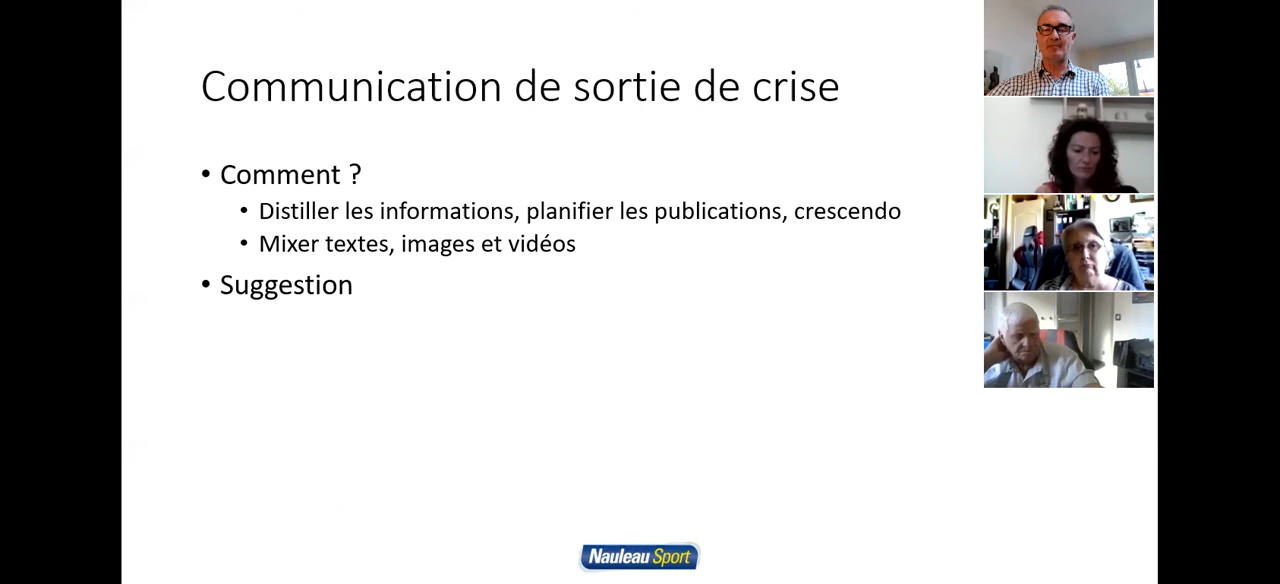 Communication de sortie de crise
• Comment ?
• Distiller les informations, planifier les publications, crescendo
• Mixer textes, images et vidéos
• Suggestion
Nauleau Sport